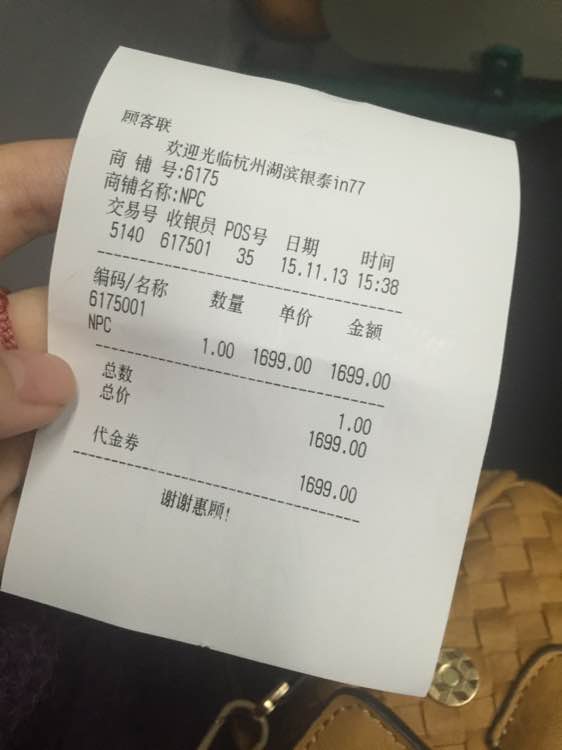 顾客联
欢迎光临杭州湖滨银泰in77
商 铺 号:6175
商铺名称:NPC
交易号 收银员 POS号 日期 时间
5140 617501 35 15.11.13 15:38
编码/名称 数量 单价 金额
6175001
NPC 1.00 1699.00 1699.00
总数 1.00
总价 1699.00
代金券 1699.00
谢谢惠顾!